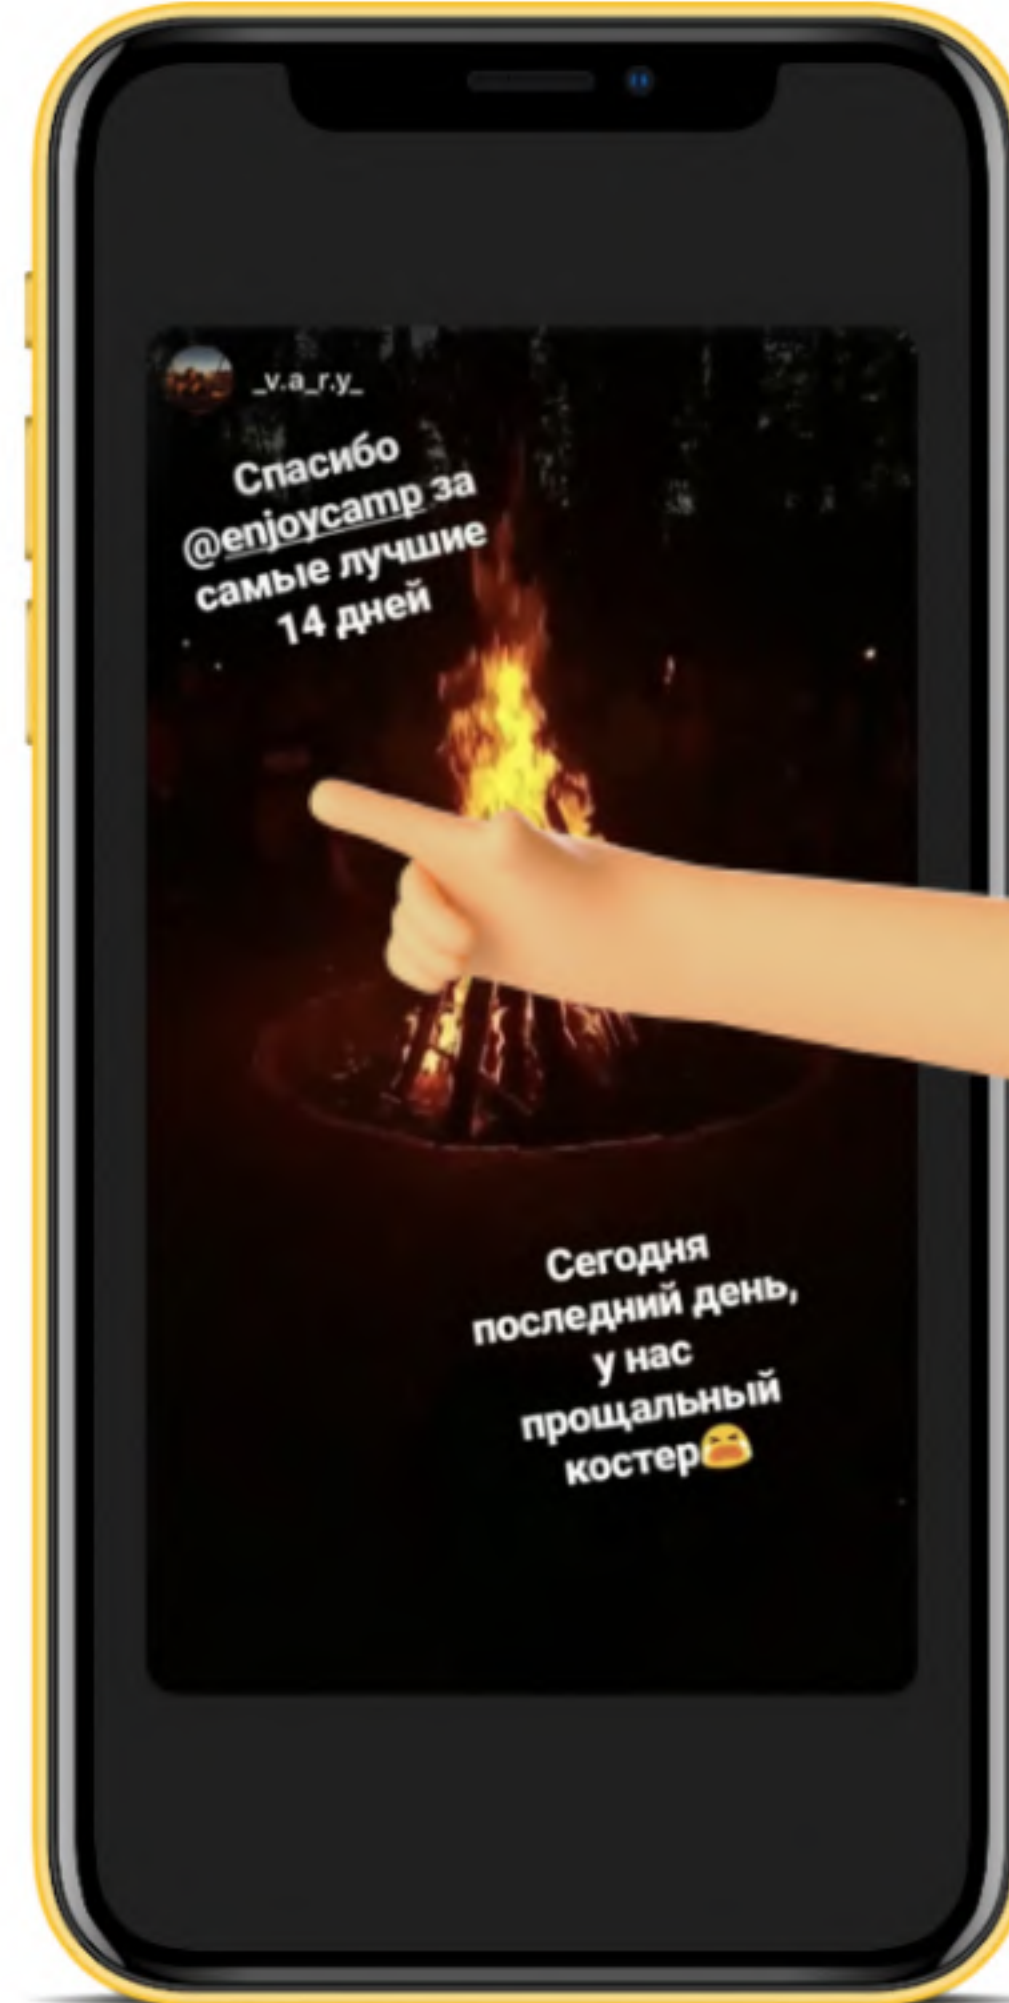 _v.a_r.y_
Спасибо
@enjoycamp за
самые лучшие
14 дней
Сегодня
последний день,
у нас
прощальный
костер😫